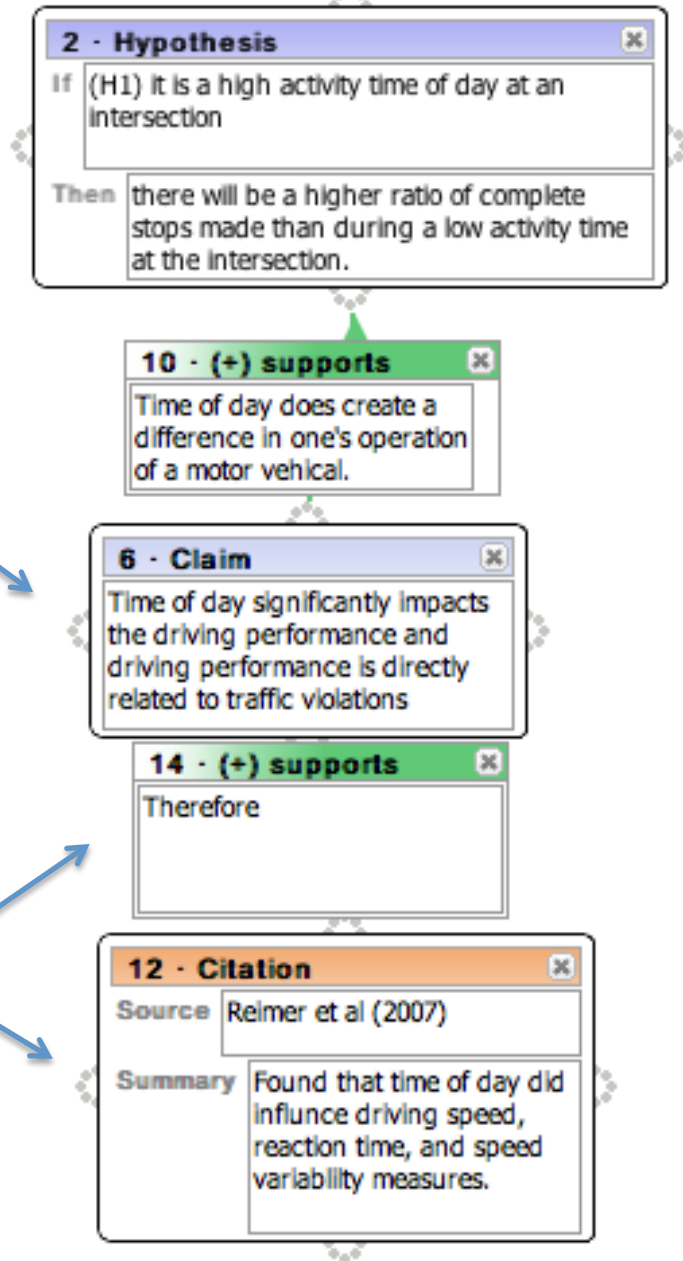 2 - Hypothesis
If (H1) it is a high activity time of day at an
intersection
Then there will be a higher ratio of complete
stops made than during a low activity time
at the intersection.
10 - (+) supports
Time of day does create a
difference in one's operation
of a motor vehical.
6 - Claim
Time of day significantly impacts
the driving performance and
driving performance is directly
related to traffic violations
14 - (+) supports
Therefore
12 - Citation
Source Reimer et al (2007)
Summary Found that time of day did
influnce driving speed,
reaction time, and speed
variablilty measures.